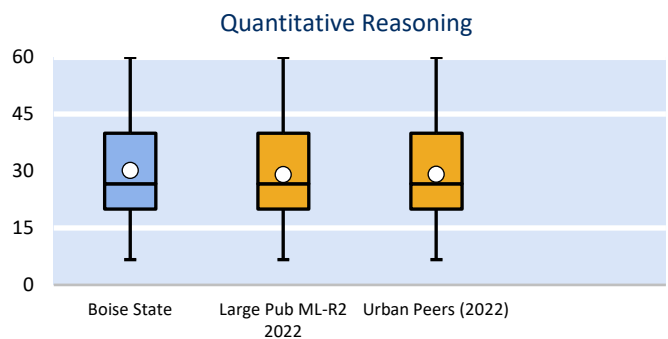 Quantitative Reasoning
60
45
30
15
0
Boise State
Large Pub ML-R2
2022
Urban Peers (2022)